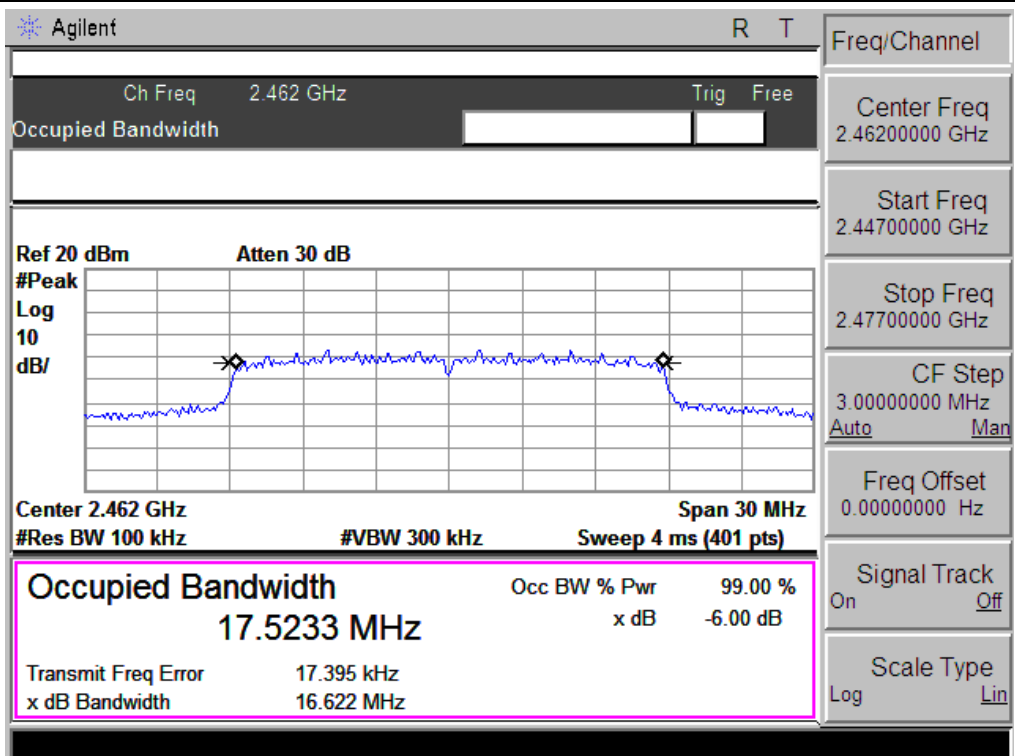 Agilent R T
Ch Freq 2.462 GHz Trig Free
Occupied Bandwidth
Ref 20 dBm Atten 30 dB
#Peak
Log
10
dB/
Center 2.462 GHz Span 30 MHz
#Res BW 100 kHz #VBW 300 kHz Sweep 4 ms (401 pts)
Occupied Bandwidth Occ BW % Pwr 99.00 %
17.5233 MHz x dB -6.00 dB
Transmit Freq Error 17.395 kHz
x dB Bandwidth 16.622 MHz
Freq/Channel
Center Freq
2.46200000 GHz
Start Freq
2.44700000 GHz
Stop Freq
2.47700000 GHz
CF Step
3.00000000 MHz
Auto Man
Freq Offset
0.00000000 Hz
Signal Track
On Off
Scale Type
Log Lin